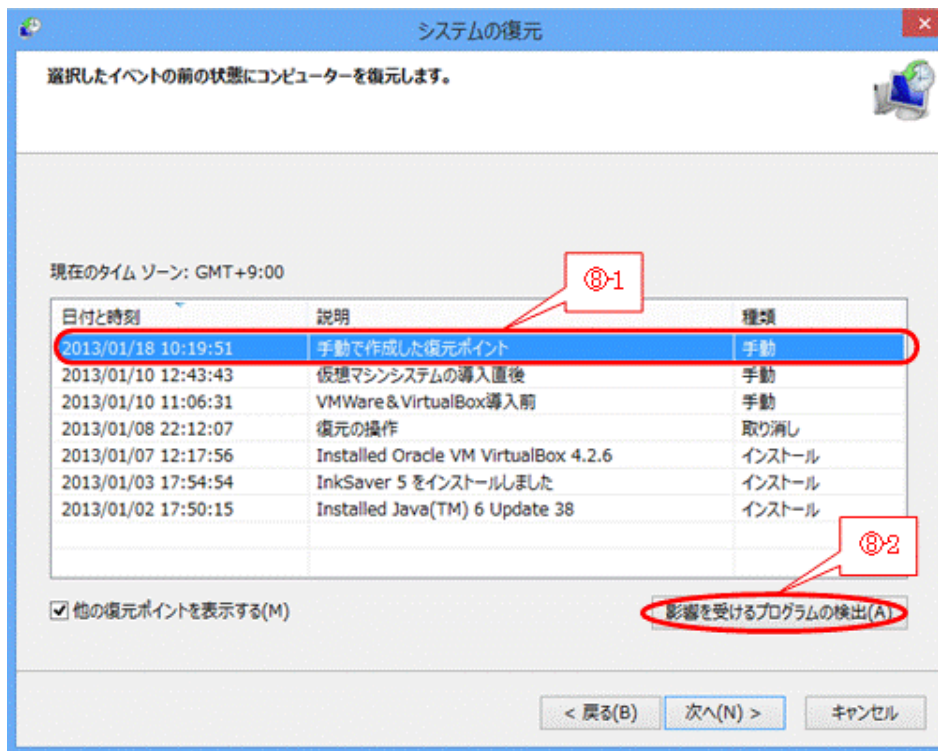 システムの復元
選択したイベントの前の状態にコンピューターを復元します。
現在のタイム ゾーン: GMT+9:00
⑧-1
日付と時刻 説明 種類
2013/01/18 10:19:51 手動で作成した復元ポイント 手動
2013/01/10 12:43:43 仮想マシンシステムの導入直後 手動
2013/01/10 11:06:31 VMWare&VirtualBox導入前 手動
2013/01/08 22:12:07 復元の操作 取り消し
2013/01/07 12:17:56 Installed Oracle VM VirtualBox 4.2.6 インストール
2013/01/03 17:54:54 InkSaver 5 をインストールしました インストール
2013/01/02 17:50:15 Installed Java(TM) 6 Update 38 インストール
⑧-2
他の復元ポイントを表示する(M) 影響を受けるプログラムの検出(A)
< 戻る(B) 次へ(N) > キャンセル